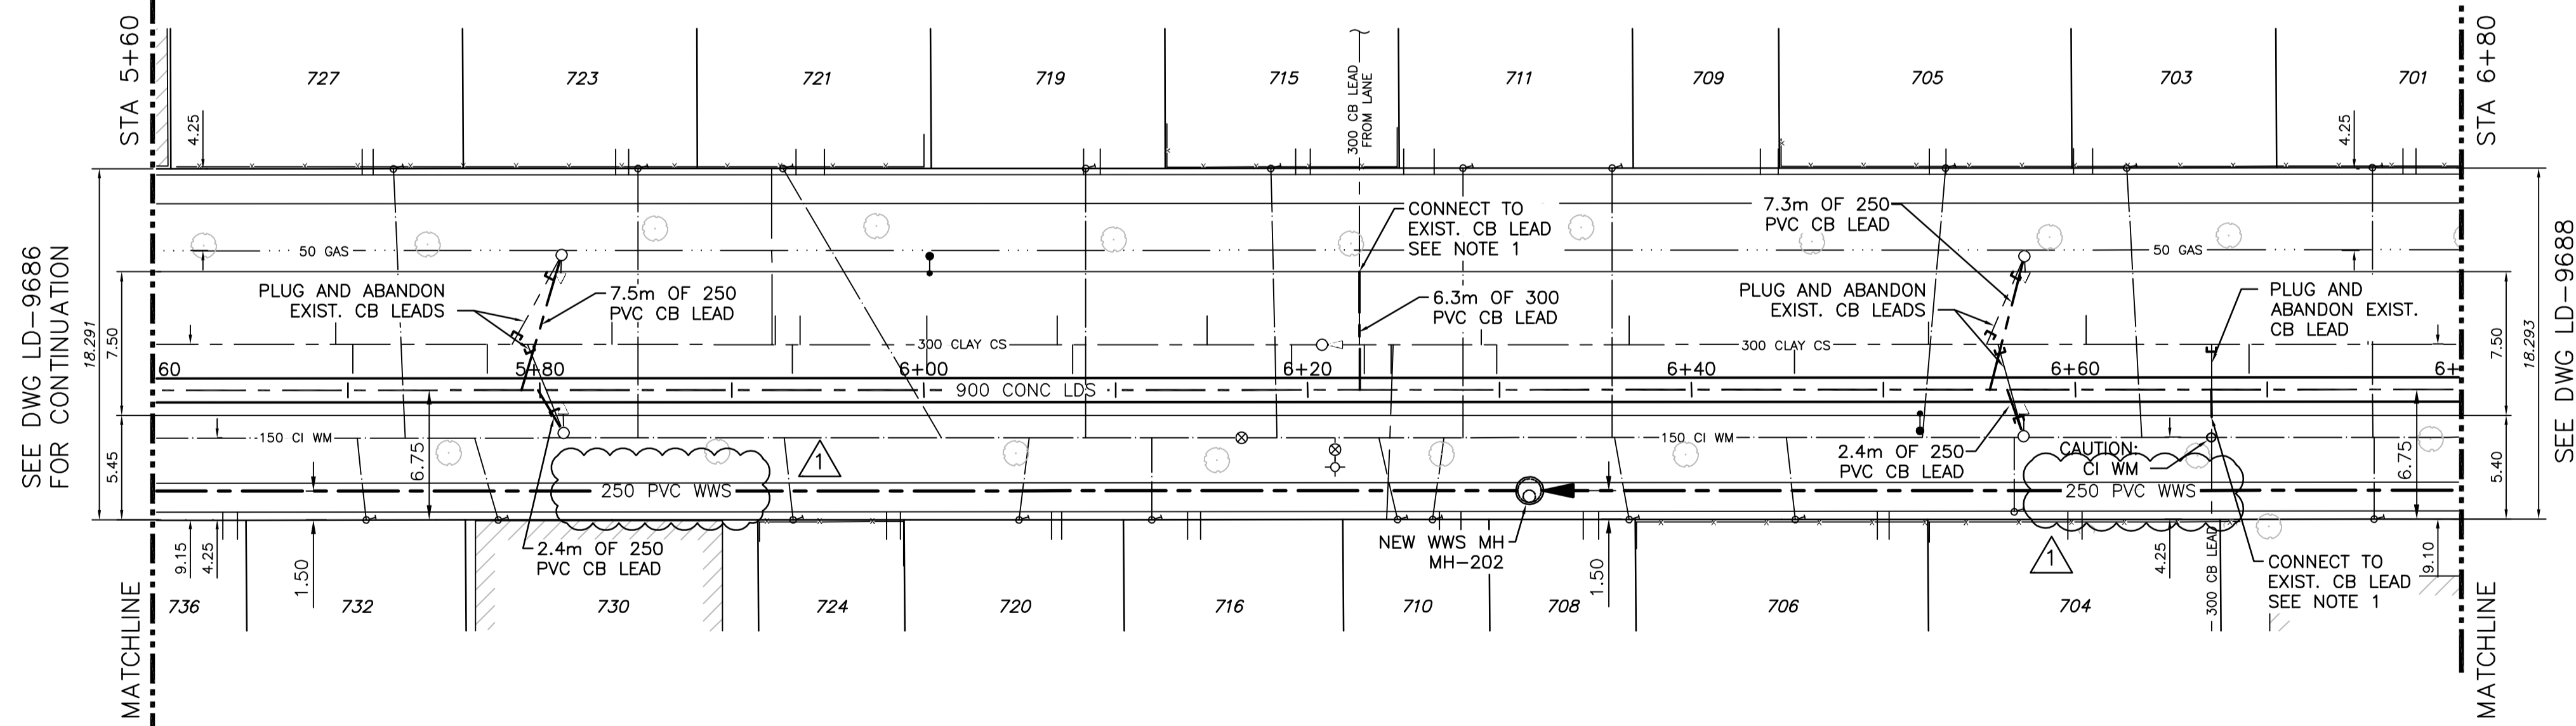 STA 5+60
STA 6+80
727
723
721
719
715
711
709
705
703
701
300 CB LEAD
FROM LANE
4.25
4.25
SEE DWG LD-9686
FOR CONTINUATION
SEE DWG LD-9688
18.291
7.50
5.45
50 GAS
50 GAS
CONNECT TO
EXIST. CB LEAD
SEE NOTE 1
7.3m OF 250
PVC CB LEAD
PLUG AND ABANDON
EXIST. CB LEADS
7.5m OF 250
PVC CB LEAD
6.3m OF 300
PVC CB LEAD
PLUG AND ABANDON
EXIST. CB LEADS
PLUG AND
ABANDON EXIST.
CB LEAD
7.50
18.293
5.40
300 CLAY CS
300 CLAY CS
60
5+80
6+00
6+20
6+40
6+60
6+
900 CONC LDS
150 CI WM
150 CI WM
6.75
6.75
1
2.4m OF 250
PVC CB LEAD
CAUTION:
CI WM
250 PVC WWS
250 PVC WWS
9.15
4.25
1.50
2.4m OF 250
PVC CB LEAD
NEW WWS MH
MH-202
1.50
1
4.25
300 CB LEAD
CONNECT TO
EXIST. CB LEAD
SEE NOTE 1
9.10
736
732
730
724
720
716
710
708
706
704
MATCHLINE
MATCHLINE